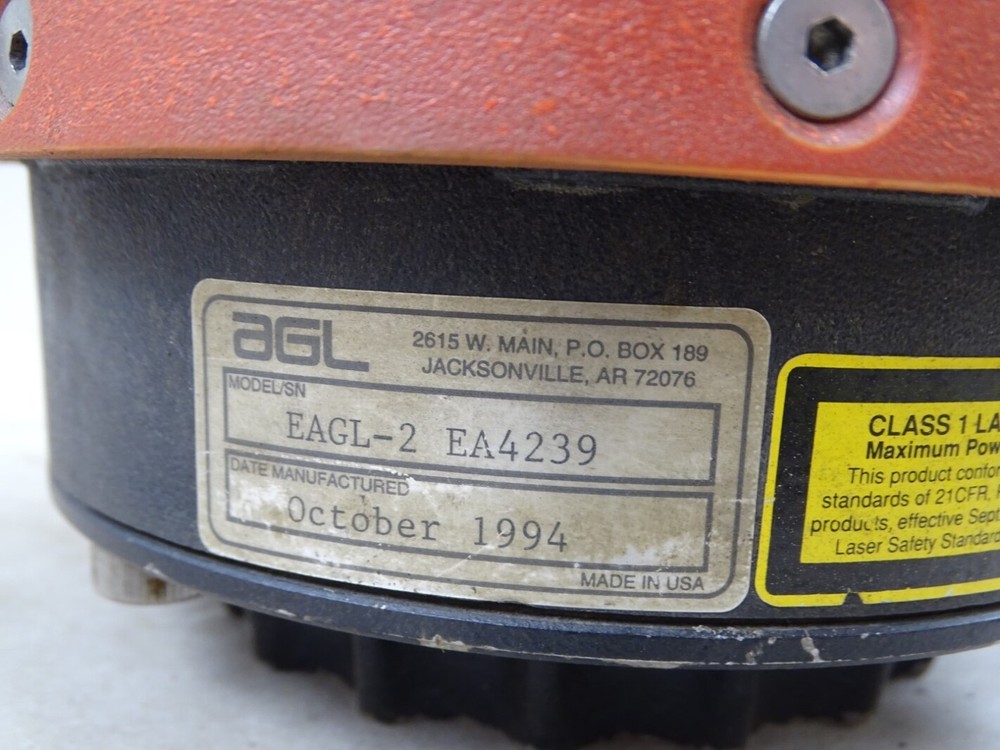 aGL
2615 W. MAIN, P.O. BOX 189
JACKSONVILLE, AR 72076
MODEL/SN
EAGL-2 EA4239
DATE MANUFACTURED
October 1994
MADE IN USA
CLASS 1 LA
Maximum Pow
This product confor
standards of 21CFR,
products, effective Sept
Laser Safety Standard